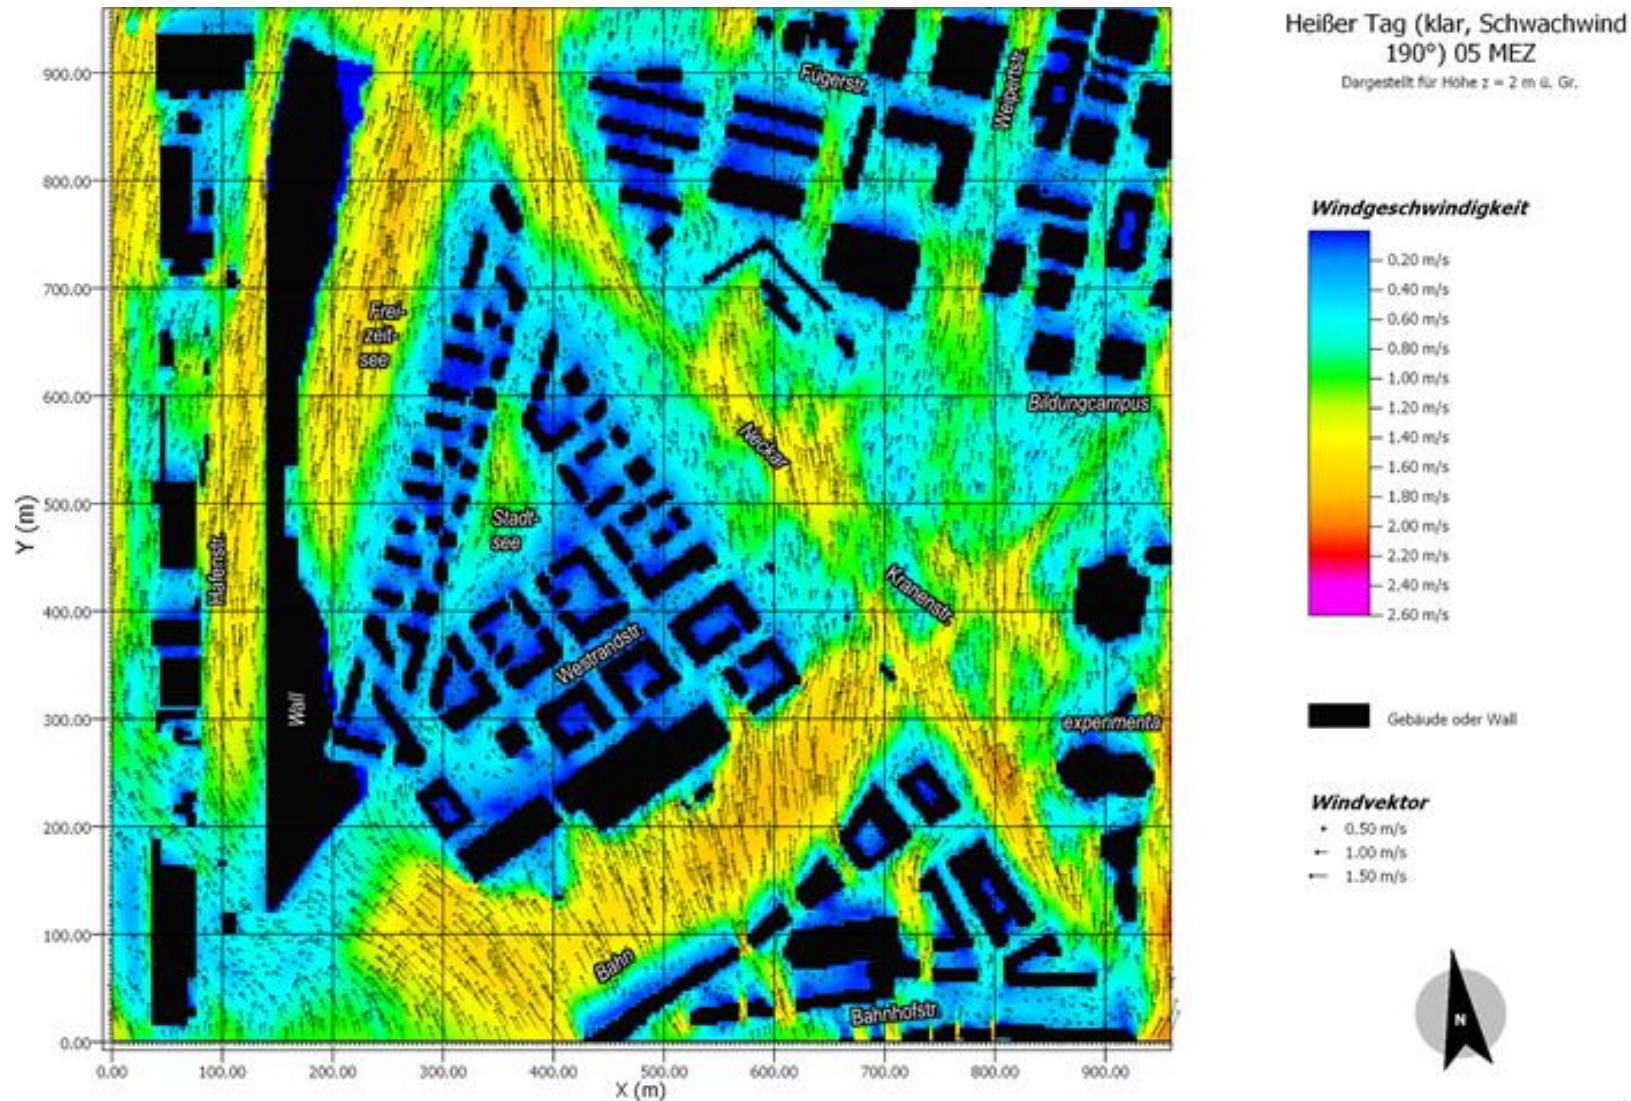 Heißer Tag (klar, Schwachwind
190°) 05 MEZ
Dargestellt für Höhe z = 2 m ü. Gr.
Windgeschwindigkeit
0.20 m/s
0.40 m/s
0.60 m/s
0.80 m/s
1.00 m/s
1.20 m/s
1.40 m/s
1.60 m/s
1.80 m/s
2.00 m/s
2.20 m/s
2.40 m/s
2.60 m/s
Gebäude oder Wall
Windvektor
0.50 m/s
1.00 m/s
1.50 m/s
N
Y (m)
900.00
800.00
700.00
600.00
500.00
400.00
300.00
200.00
100.00
0.00
0.00 100.00 200.00 300.00 400.00 500.00 600.00 700.00 800.00 900.00
X (m)
Fügerstr.
Weipertstr.
Frei-
zeit-
see
Bildungcampus
Neckar
Stadt-
see
Hafenstr.
Kranenstr.
Westrandstr.
Wall
experimenta
Bahn
Bahnhofstr.